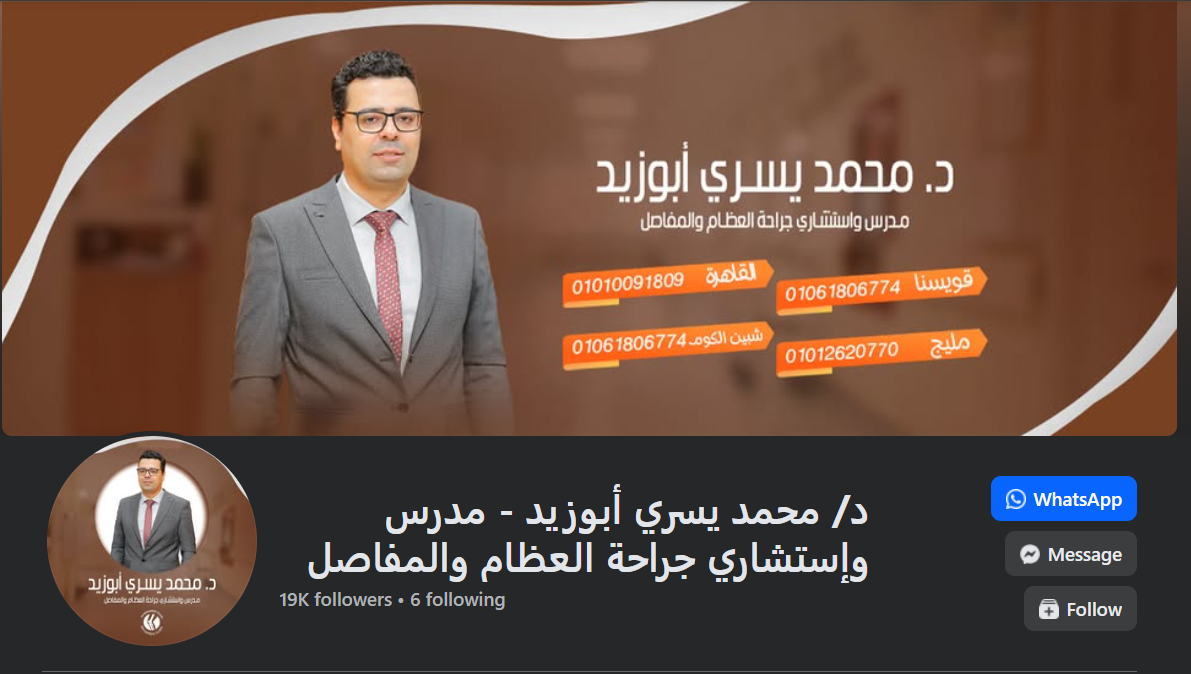 د. محمد يسري أبوزيد
مدرس واستشاري جراحة العظام والمفاصل
قويسنا 01061806774
القاهرة 01010091809
مليج 01012620770
شبين الكوم 01061806774
د. محمد يسري أبوزيد
مدرس واستشاري جراحة العظام والمفاصل
د/ محمد يسري أبوزيد - مدرس
وإستشاري جراحة العظام والمفاصل
19K followers • 6 following
WhatsApp
Message
Follow